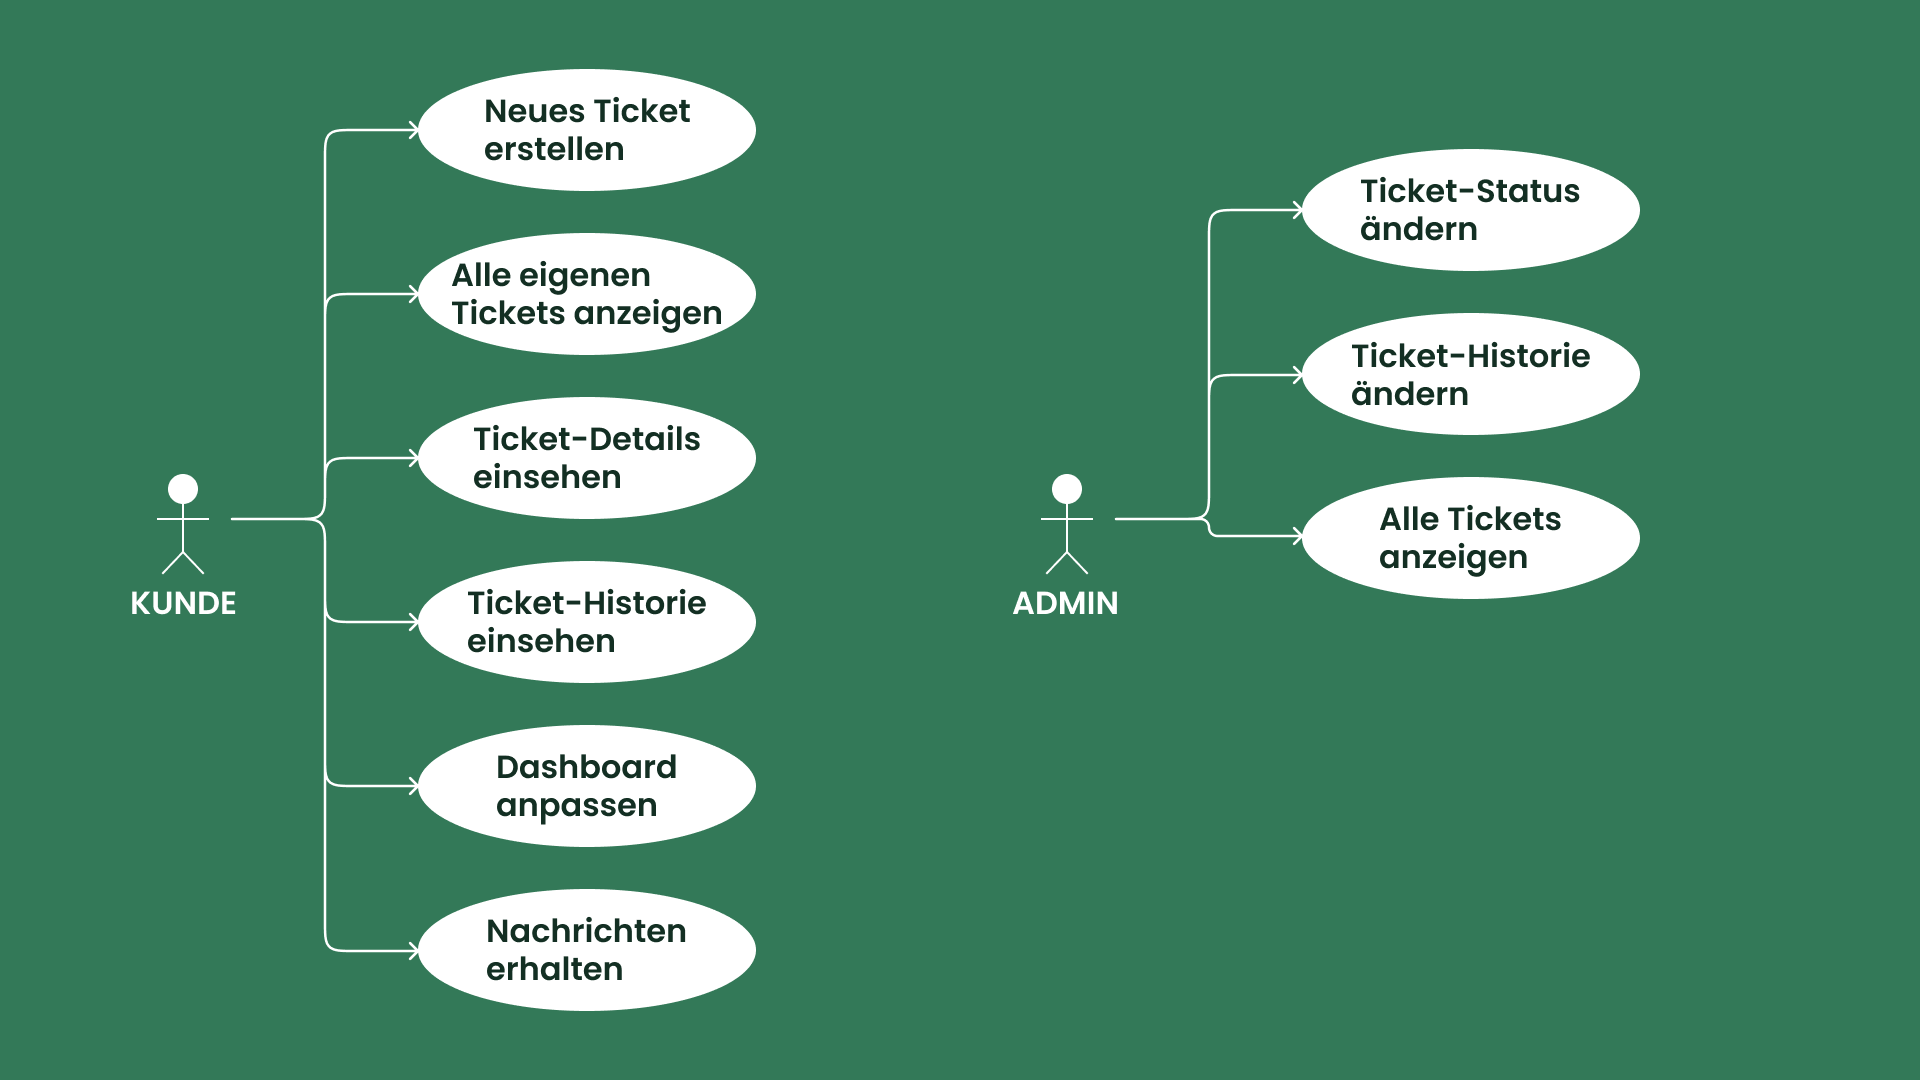 Neues Ticket
erstellen
Alle eigenen
Tickets anzeigen
Ticket-Details
einsehen
KUNDE
Ticket-Historie
einsehen
Dashboard
anpassen
Nachrichten
erhalten
Ticket-Status
ändern
Ticket-Historie
ändern
Alle Tickets
anzeigen
ADMIN